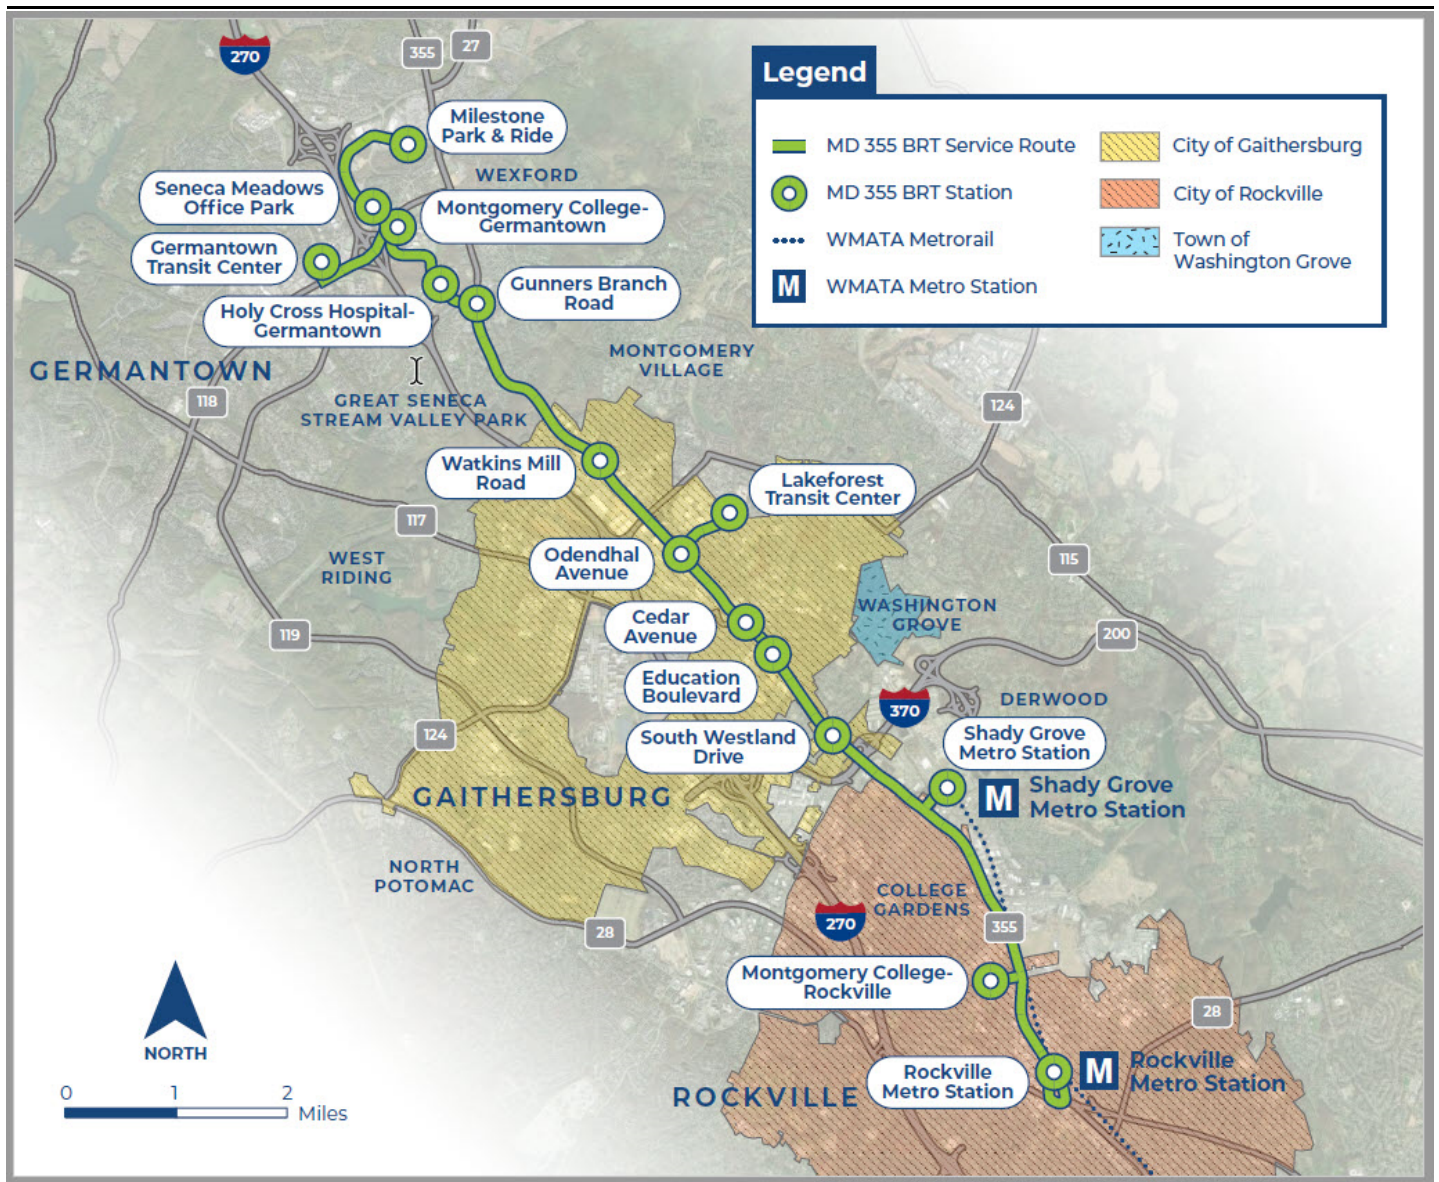 270
355
27
Legend
MD 355 BRT Service Route
MD 355 BRT Station
WMATA Metrorail
M
WMATA Metro Station
City of Gaithersburg
City of Rockville
Town of
Washington Grove
Milestone
Park & Ride
WEXFORD
Seneca Meadows
Office Park
Montgomery College-
Germantown
Germantown
Transit Center
Gunners Branch
Road
Holy Cross Hospital-
Germantown
GERMANTOWN
MONTGOMERY
VILLAGE
118
GREAT SENECA
STREAM VALLEY PARK
124
Watkins Mill
Road
Lakeforest
Transit Center
117
WEST
RIDING
Odendhal
Avenue
115
WASHINGTON
GROVE
Cedar
Avenue
119
200
Education
Boulevard
370
DERWOOD
124
South Westland
Drive
Shady Grove
Metro Station
M
Shady Grove
Metro Station
GAITHERSBURG
NORTH
POTOMAC
COLLEGE
GARDENS
270
355
28
Montgomery College-
Rockville
28
NORTH
Rockville
Metro Station
M
Rockville
Metro Station
ROCKVILLE
0 1 2
Miles